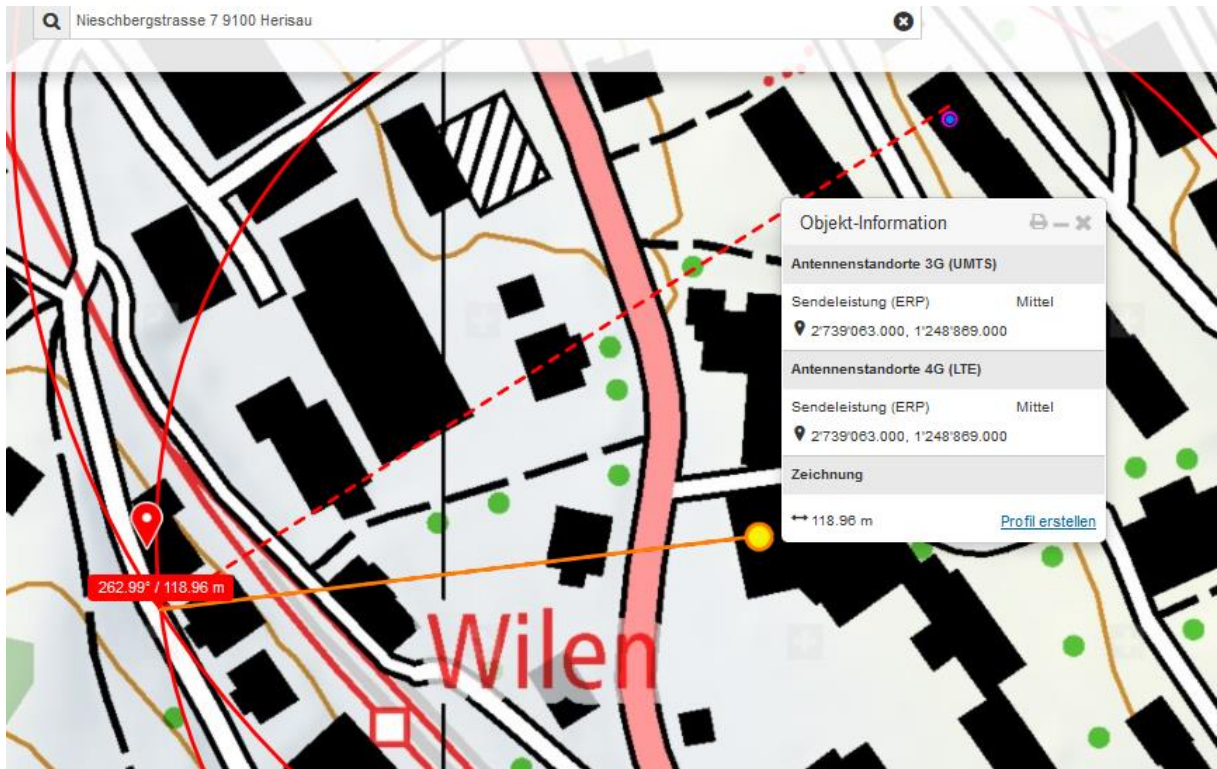 Nieschbergstrasse 7 9100 Herisau
Objekt-Information
Antennenstandorte 3G (UMTS)
Sendeleistung (ERP) Mittel
2'739'063.000, 1'248'869.000
Antennenstandorte 4G (LTE)
Sendeleistung (ERP) Mittel
2'739'063.000, 1'248'869.000
Zeichnung
↔ 118.96 m Profil erstellen
262.99° / 118.96 m
Wilen